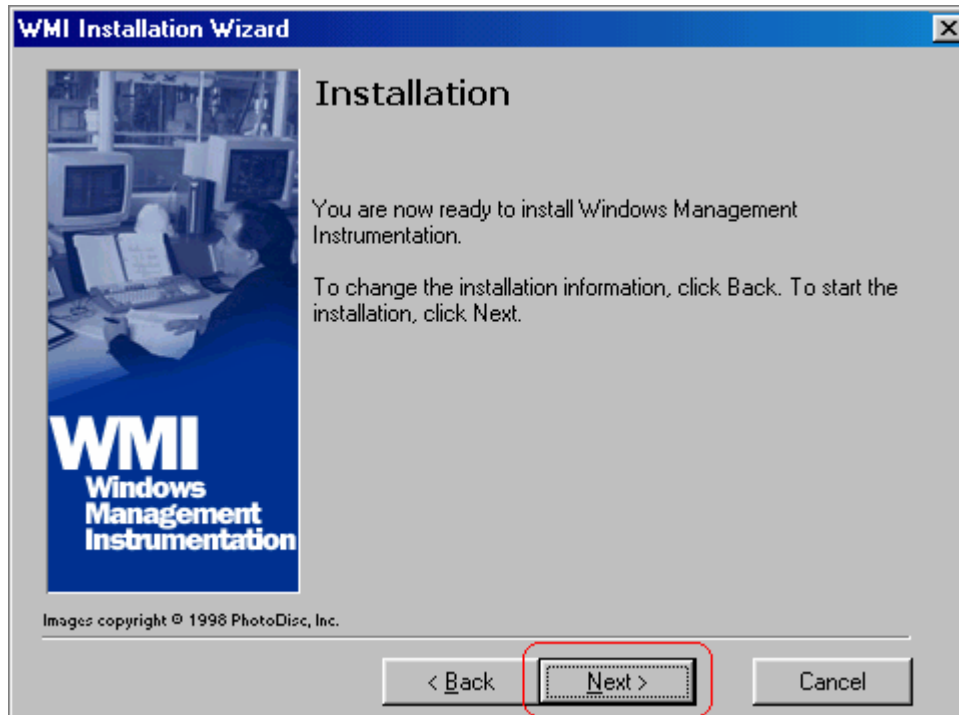 WMI Installation Wizard
Installation
You are now ready to install Windows Management
Instrumentation.
To change the installation information, click Back. To start the
installation, click Next.
WMI
Windows
Management
Instrumentation
Images copyright © 1998 PhotoDisc, Inc.
< Back Next > Cancel